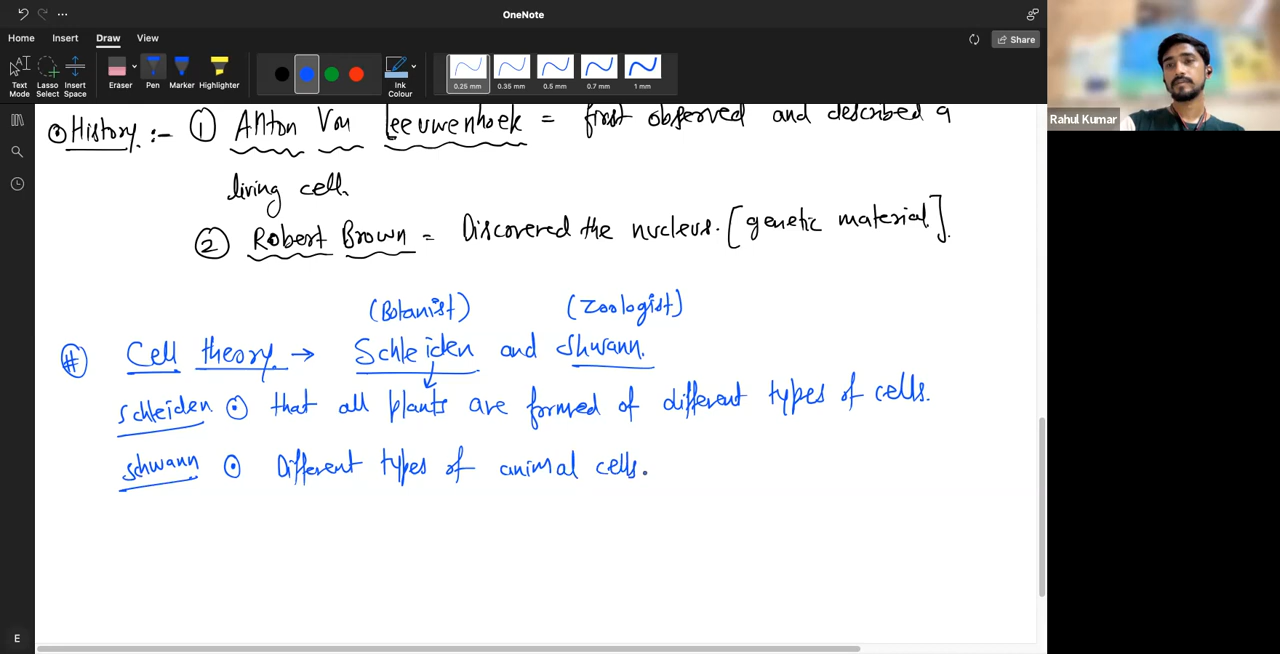 OneNote
Home Insert Draw View
Share
Text Mode Lasso Select Insert Space Eraser Pen Marker Highlighter Ink Colour 0.25 mm 0.35 mm 0.5 mm 0.7 mm 1 mm
History :- 1 Anton Von Leeuwenhoek = first observed and described a
living cell.
2 Robert Brown = Discovered the nucleus. [genetic material].
(Botanist) (Zoologist)
# Cell theory → Schleiden and Shwann.
schleiden ⊙ that all plants are formed of different types of cells.
schwann ⊙ Different types of animal cells.
Rahul Kumar
E